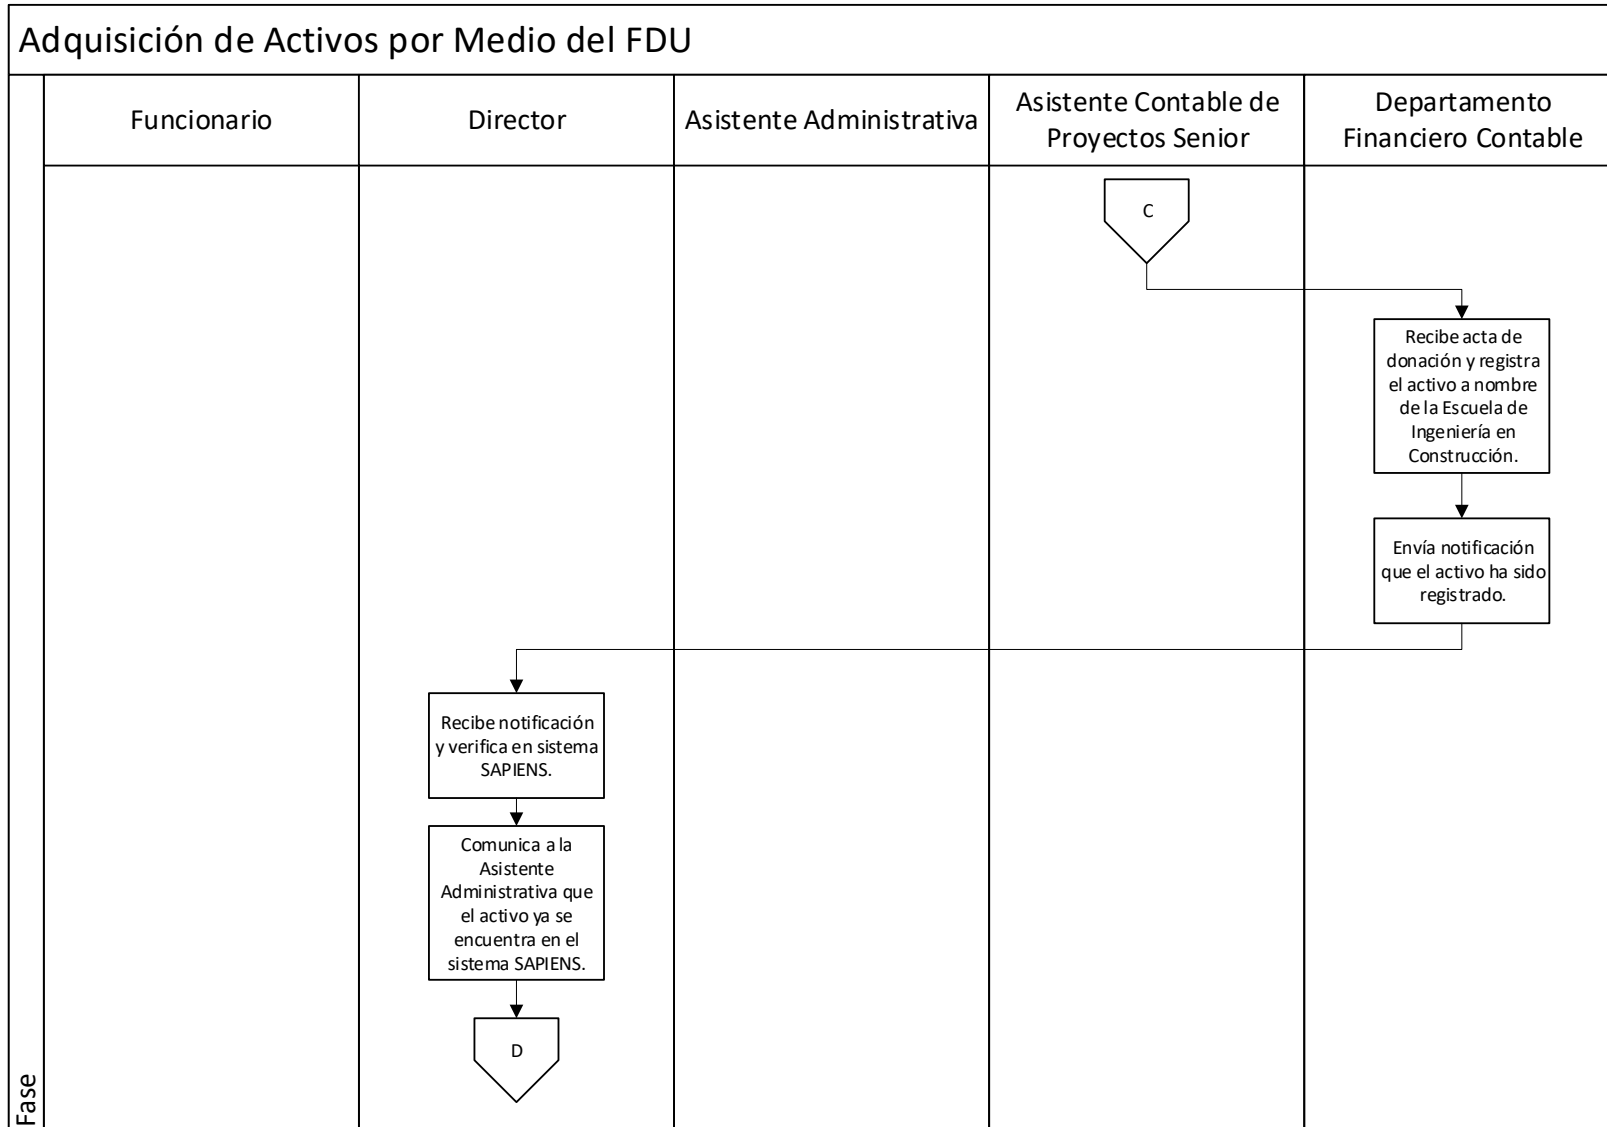 Adquisición de Activos por Medio del FDU
Funcionario
Director
Asistente Administrativa
Asistente Contable de
Proyectos Senior
Departamento
Financiero Contable
C
Recibe acta de
donación y registra
el activo a nombre
de la Escuela de
Ingeniería en
Construcción.
Envía notificación
que el activo ha sido
registrado.
Recibe notificación
y verifica en sistema
SAPIENS.
Comunica a la
Asistente
Administrativa que
el activo ya se
encuentra en el
sistema SAPIENS.
D
Fase